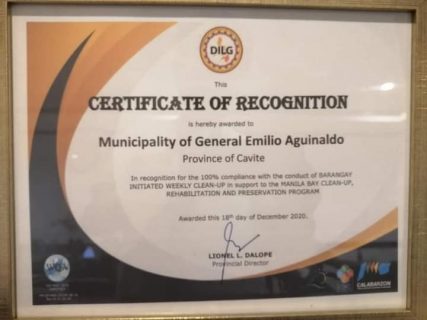 DILG
This
CERTIFICATE OF RECOGNITION
is hereby awarded to
Municipality of General Emilio Aguinaldo
Province of Cavite
In recognition for the 100% compliance with the conduct of BARANGAY
INITIATED WEEKLY CLEAN-UP in support to the MANILA BAY CLEAN-UP,
REHABILITATION AND PRESERVATION PROGRAM
Awarded this 18th day of December 2020.
LIONEL L. DALOPE
Provincial Director
CALABARZON